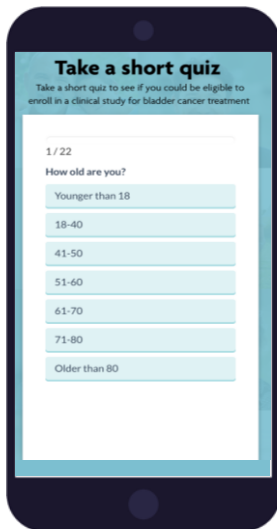 Take a short quiz
Take a short quiz to see if you could be eligible to
enroll in a clinical study for bladder cancer treatment
1 / 22
How old are you?
Younger than 18
18-40
41-50
51-60
61-70
71-80
Older than 80